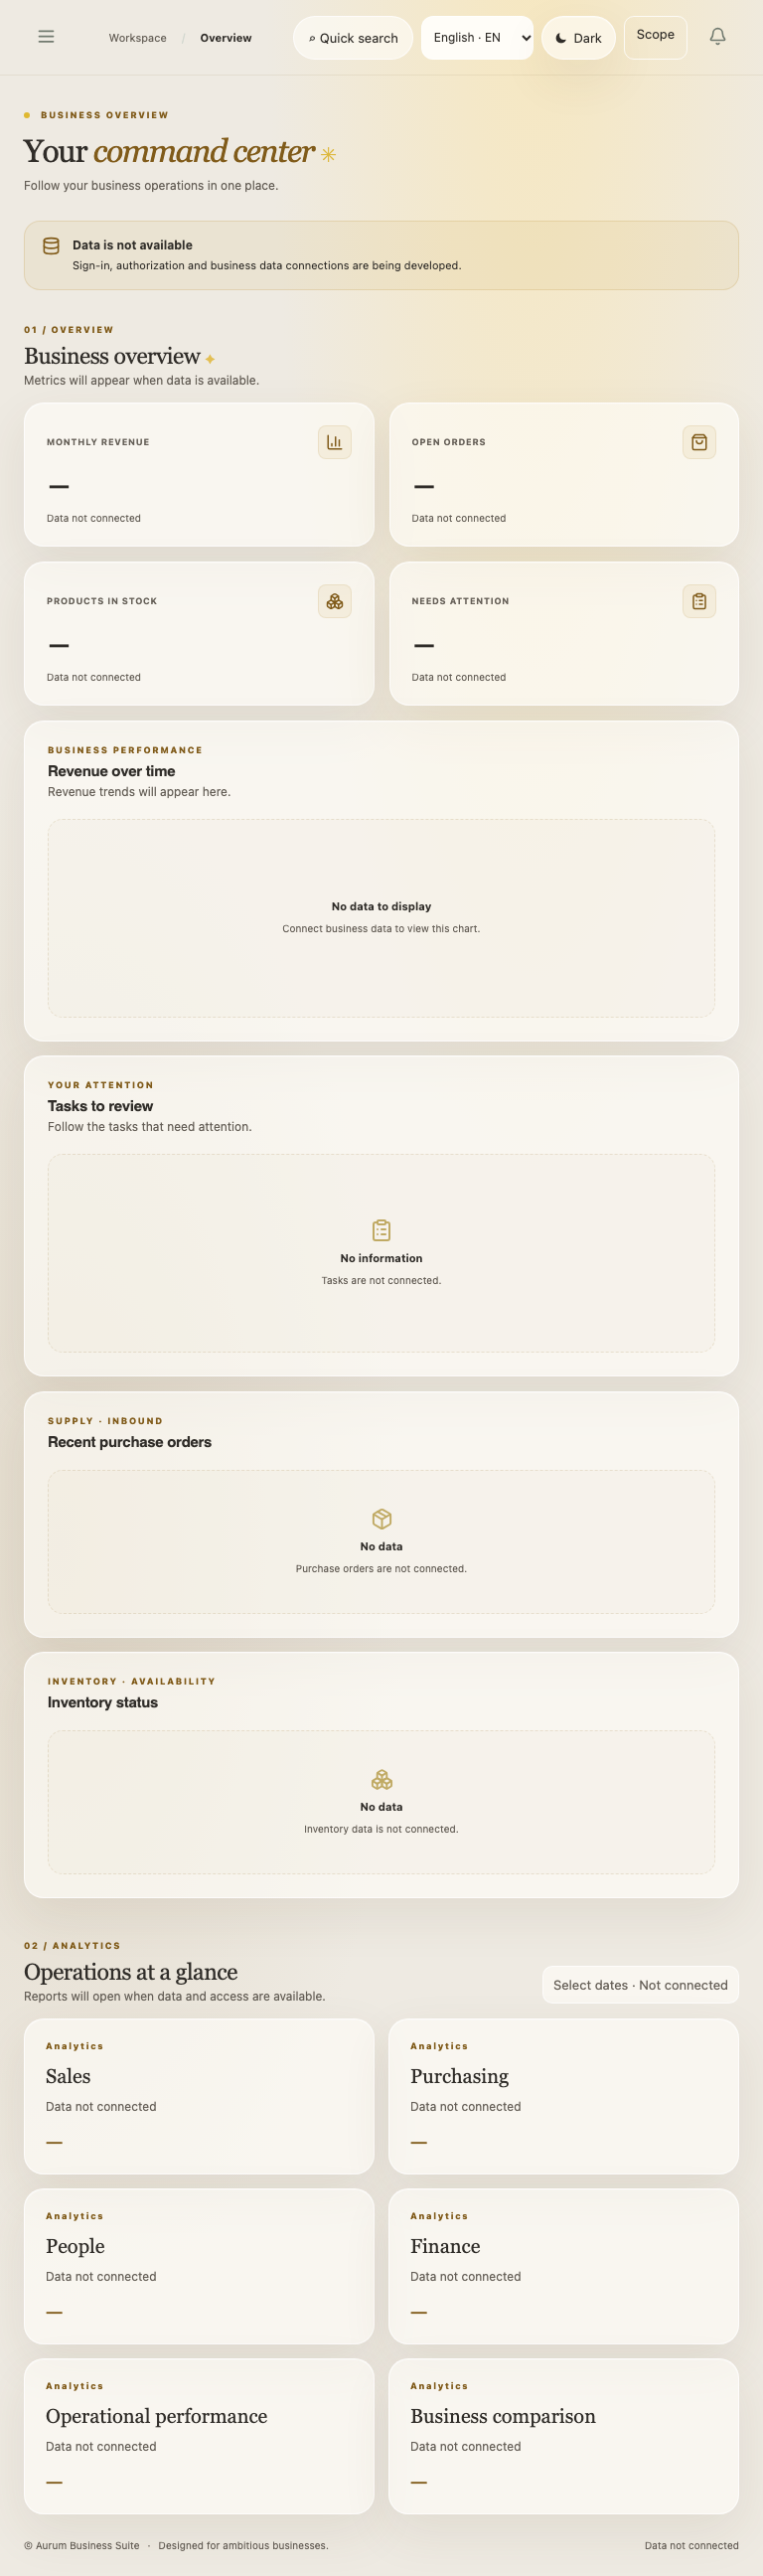 Workspace / Overview
Quick search
English · EN
Dark
Scope
BUSINESS OVERVIEW
Your command center
Follow your business operations in one place.
Data is not available
Sign-in, authorization and business data connections are being developed.
01 / OVERVIEW
Business overview
Metrics will appear when data is available.
MONTHLY REVENUE
—
Data not connected
OPEN ORDERS
—
Data not connected
PRODUCTS IN STOCK
—
Data not connected
NEEDS ATTENTION
—
Data not connected
BUSINESS PERFORMANCE
Revenue over time
Revenue trends will appear here.
No data to display
Connect business data to view this chart.
YOUR ATTENTION
Tasks to review
Follow the tasks that need attention.
No information
Tasks are not connected.
SUPPLY · INBOUND
Recent purchase orders
No data
Purchase orders are not connected.
INVENTORY · AVAILABILITY
Inventory status
No data
Inventory data is not connected.
02 / ANALYTICS
Operations at a glance
Reports will open when data and access are available.
Select dates · Not connected
Analytics
Sales
Data not connected
—
Analytics
Purchasing
Data not connected
—
Analytics
People
Data not connected
—
Analytics
Finance
Data not connected
—
Analytics
Operational performance
Data not connected
—
Analytics
Business comparison
Data not connected
—
© Aurum Business Suite · Designed for ambitious businesses.
Data not connected